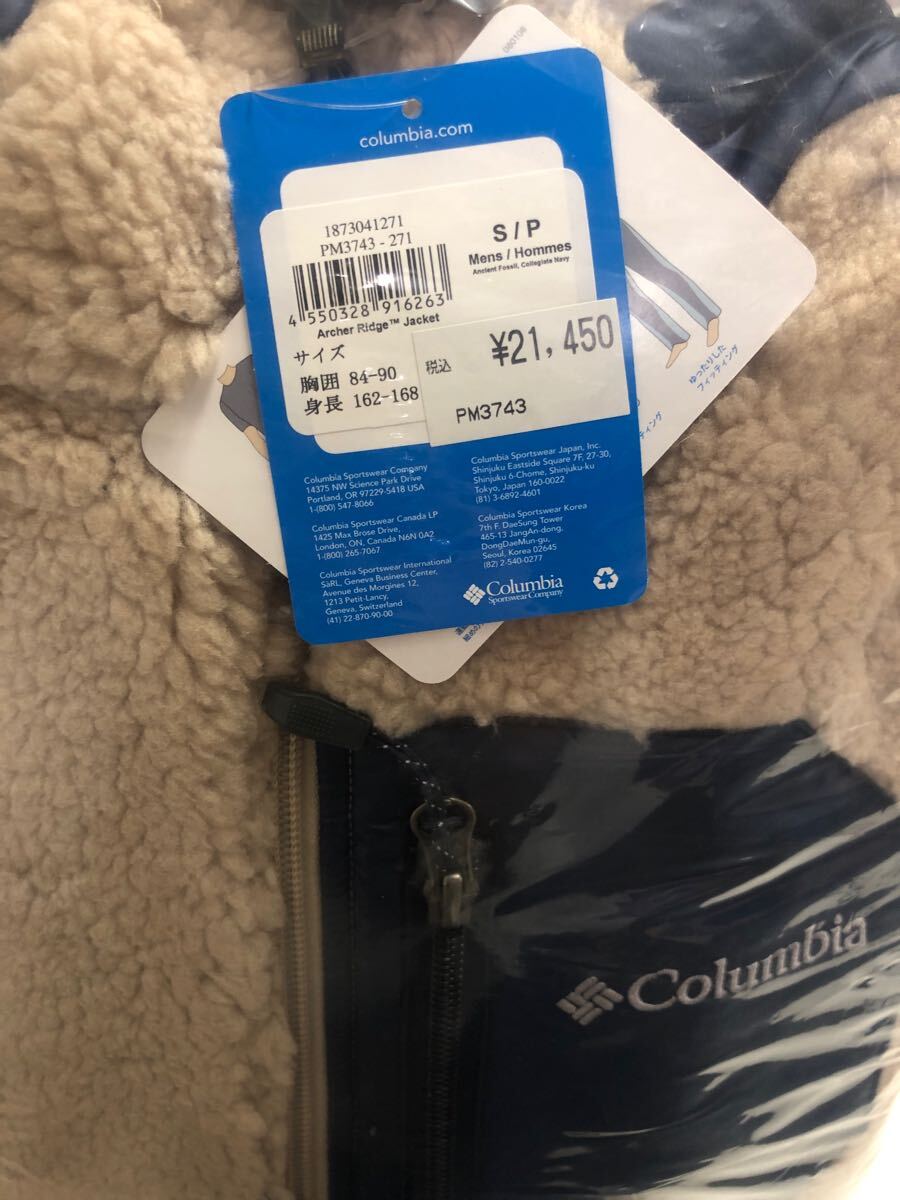 080106
columbia.com
1873041271
PM3743 - 271
4 550328 916263
Archer Ridge™ Jacket
S / P
Mens / Hommes
Ancient Fossil, Collegiate Navy
サイズ
胸囲 84-90
身長 162-168
税込 ¥21,450
PM3743
Columbia Sportswear Company
14375 NW Science Park Drive
Portland, OR 97229-5418 USA
1-(800) 547-8066
Columbia Sportswear Canada LP
1425 Max Brose Drive,
London, ON, Canada N6N 0A2
1-(800) 265-7067
Columbia Sportswear International
SàRL, Geneva Business Center,
Avenue des Morgines 12,
1213 Petit-Lancy,
Geneva, Switzerland
(41) 22-870-90-00
Columbia Sportswear Japan, Inc.
Shinjuku Eastside Square 7F, 27-30,
Shinjuku 6-Chome, Shinjuku-ku
Tokyo, Japan 160-0022
(81) 3-6892-4601
Columbia Sportswear Korea
7th F. DaeSung Tower
465-13 JangAn-dong,
DongDaeMun-gu,
Seoul, Korea 02645
(82) 2-540-0277
Columbia
Sportswear Company
ゆったりした
フィッティング
ティング
Columbia